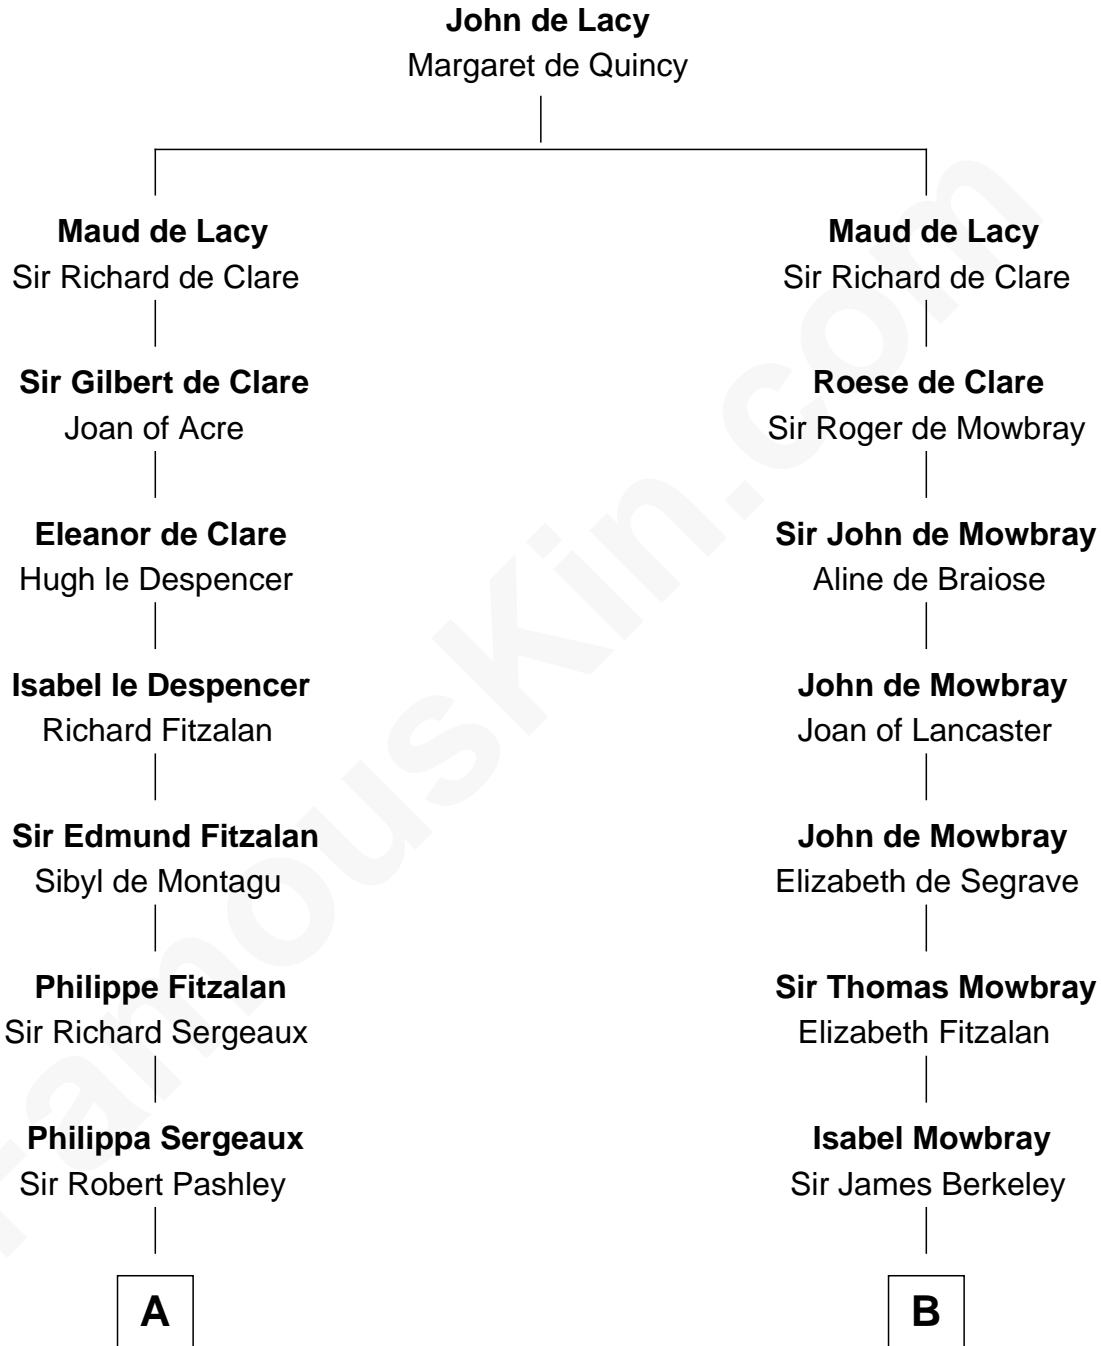 John de Lacy
Margaret de Quincy
Maud de Lacy
Sir Richard de Clare
Maud de Lacy
Sir Richard de Clare
Sir Gilbert de Clare
Joan of Acre
Roese de Clare
Sir Roger de Mowbray
Eleanor de Clare
Hugh le Despencer
Sir John de Mowbray
Aline de Braiose
Isabel le Despencer
Richard Fitzalan
John de Mowbray
Joan of Lancaster
Sir Edmund Fitzalan
Sibyl de Montagu
John de Mowbray
Elizabeth de Segrave
Philippe Fitzalan
Sir Richard Sergeaux
Sir Thomas Mowbray
Elizabeth Fitzalan
Philippa Sergeaux
Sir Robert Pashley
Isabel Mowbray
Sir James Berkeley
A
B
FamousKin.com